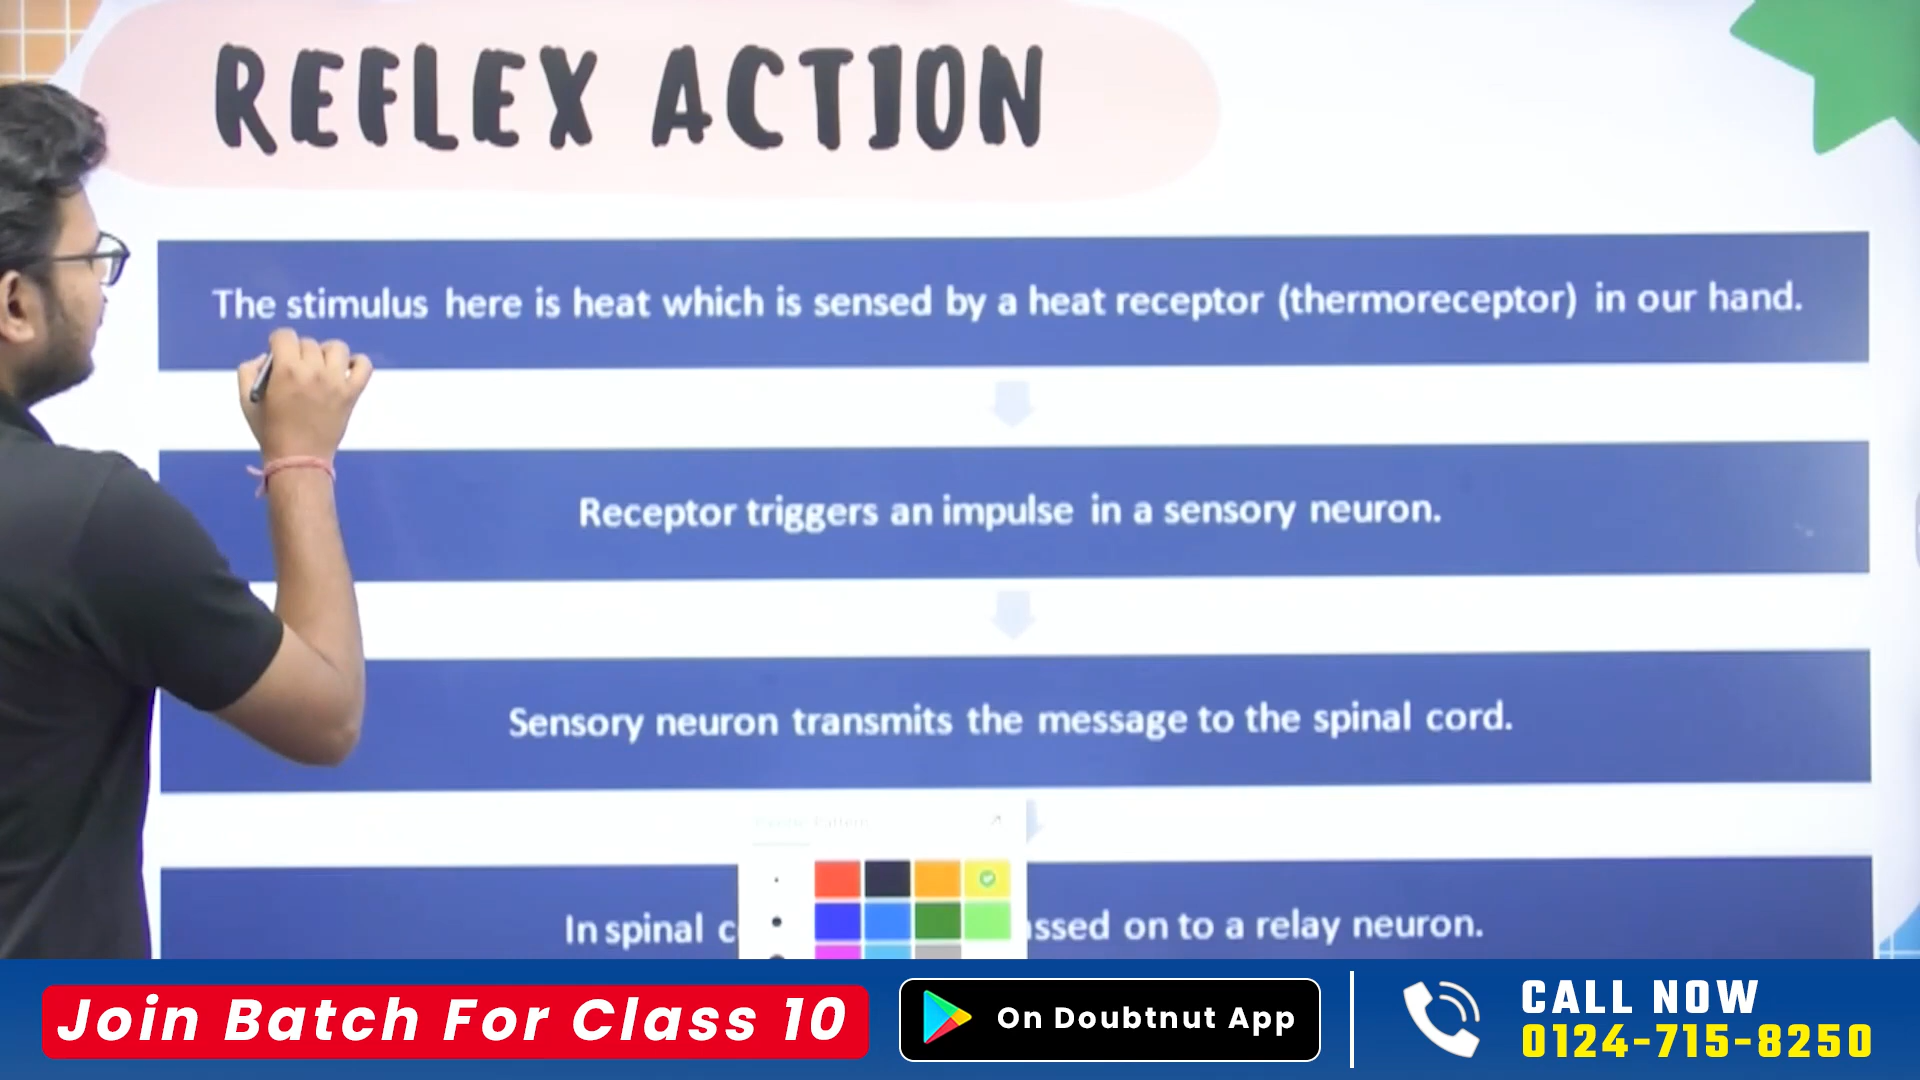 REFLEX ACTION
The stimulus here is heat which is sensed by a heat receptor (thermoreceptor) in our hand.
Receptor triggers an impulse in a sensory neuron.
Sensory neuron transmits the message to the spinal cord.
Pattern
In spinal c ssed on to a relay neuron.
Join Batch For Class 10
On Doubtnut App
CALL NOW
0124-715-8250